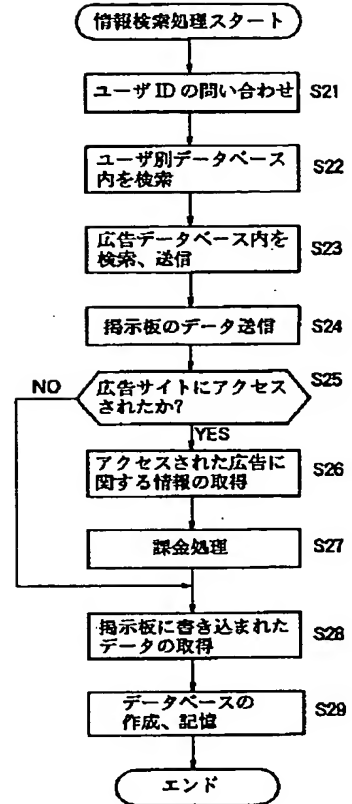 情報検索処理スタート
ユーザIDの問い合わせ S21
ユーザ別データベース
内を検索
S22
広告データベース内を
検索、送信
S23
掲示板のデータ送信 S24
広告サイトにアクセス
されたか?
S25
NO
YES
アクセスされた広告に
関する情報の取得
S26
課金処理 S27
掲示板に書き込まれた
データの取得
S28
データベースの
作成、記憶
S29
エンド